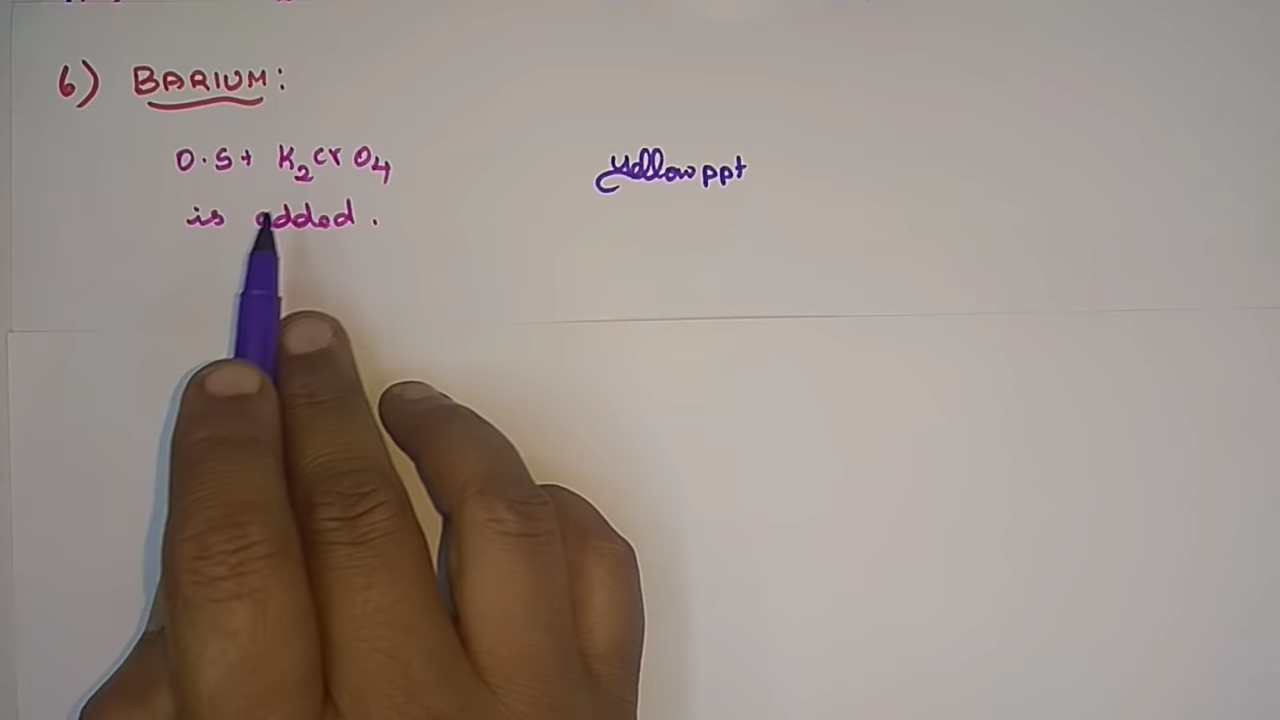 6) BARIUM:
O.S+ K2CrO4
is added.
yellow ppt